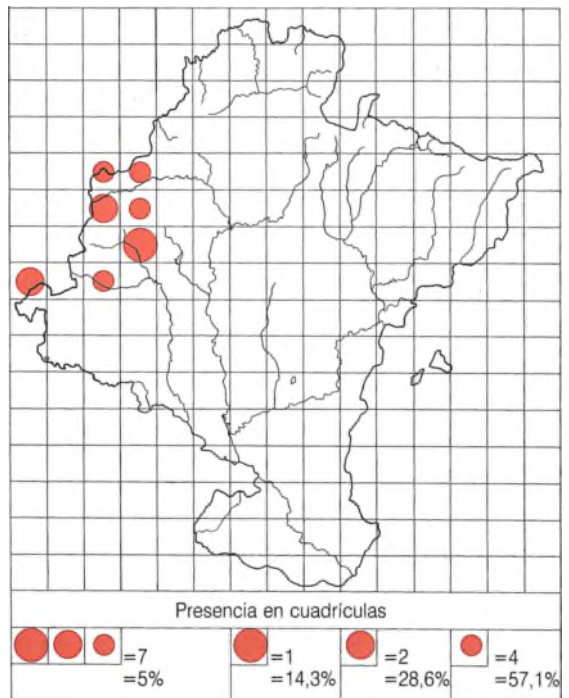 Presencia en cuadrículas
=7 =1 =2 =4
=5% =14,3% =28,6% =57,1%